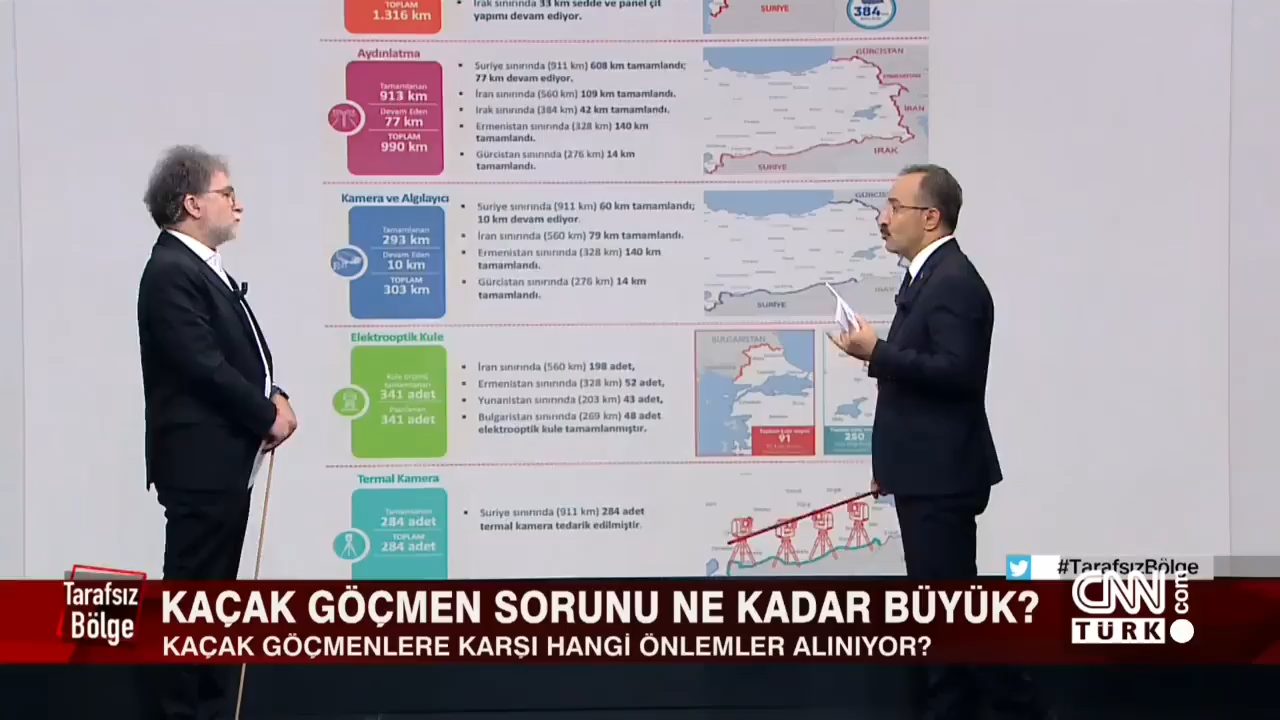 TOPLAM
1.316 km
Irak sınırında 33 km sedde ve panel çit
yapımı devam ediyor.
SURİYE
384
Aydınlatma
Tamamlanan
913 km
Devam Eden
77 km
TOPLAM
990 km
Suriye sınırında (911 km) 608 km tamamlandı;
77 km devam ediyor.
İran sınırında (560 km) 109 km tamamlandı.
Irak sınırında (384 km) 42 km tamamlandı.
Ermenistan sınırında (328 km) 140 km
tamamlandı.
Gürcistan sınırında (276 km) 14 km
tamamlandı.
GÜRCİSTAN
ERMENİSTAN
İRAN
IRAK
SURİYE
Kamera ve Algılayıcı
Tamamlanan
293 km
Devam Eden
10 km
TOPLAM
303 km
Suriye sınırında (911 km) 60 km tamamlandı;
10 km devam ediyor.
İran sınırında (560 km) 79 km tamamlandı.
Ermenistan sınırında (328 km) 140 km
tamamlandı.
Gürcistan sınırında (276 km) 14 km
tamamlandı.
GÜRCİ
IRAK
SURİYE
Elektrooptik Kule
341 adet
341 adet
İran sınırında (560 km) 198 adet,
Ermenistan sınırında (328 km) 52 adet,
Yunanistan sınırında (203 km) 43 adet,
Bulgaristan sınırında (269 km) 48 adet
elektrooptik kule tamamlanmıştır.
BULGARİSTAN
91
250
Termal Kamera
Tamamlanan
284 adet
TOPLAM
284 adet
Suriye sınırında (911 km) 284 adet
termal kamera tedarik edilmiştir.
#TarafsızBölge
Tarafsız
Bölge
KAÇAK GÖÇMEN SORUNU NE KADAR BÜYÜK?
KAÇAK GÖÇMENLERE KARŞI HANGİ ÖNLEMLER ALINIYOR?
CNN
TÜRK
.com